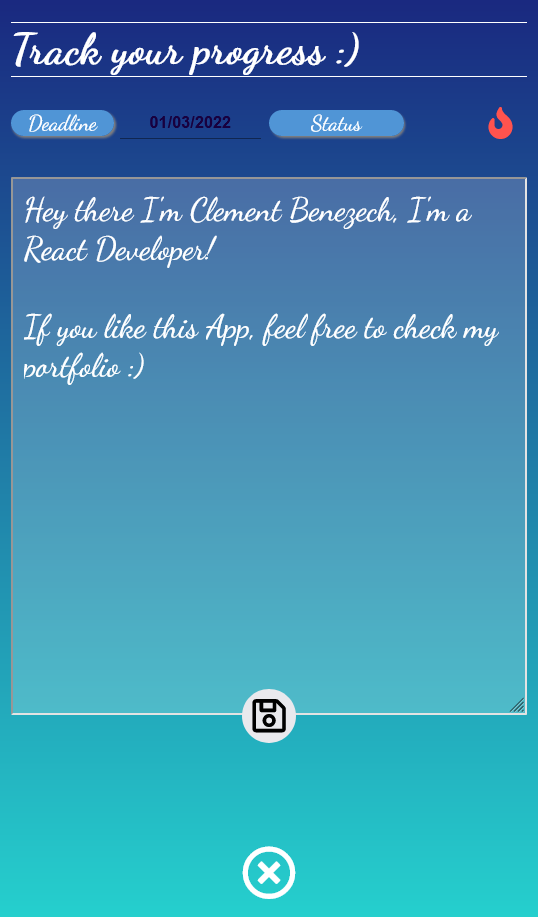 Track your progress :)
Deadline 01/03/2022 Status
Hey there I'm Clement Benezech, I'm a
React Developer!
If you like this App, feel free to check my
portfolio :)